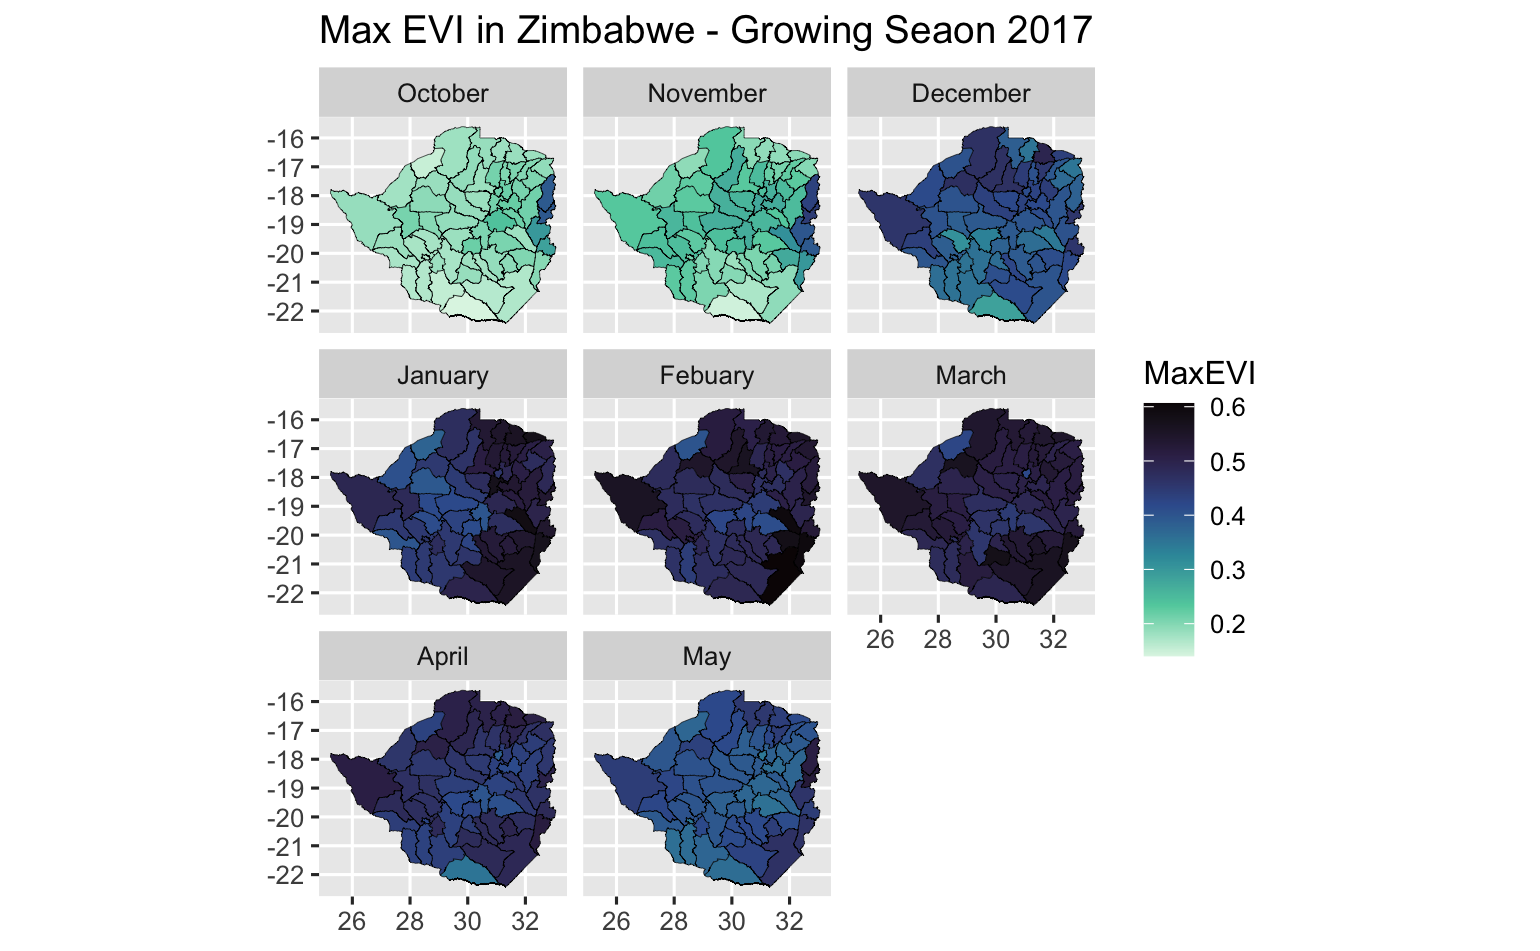 Max EVI in Zimbabwe - Growing Seaon 2017
October
November
December
-16
-17
-18
-19
-20
-21
-22
January
Febuary
March
-16
-17
-18
-19
-20
-21
-22
26 28 30 32
MaxEVI
0.6
0.5
0.4
0.3
0.2
April
May
-16
-17
-18
-19
-20
-21
-22
26 28 30 32
26 28 30 32